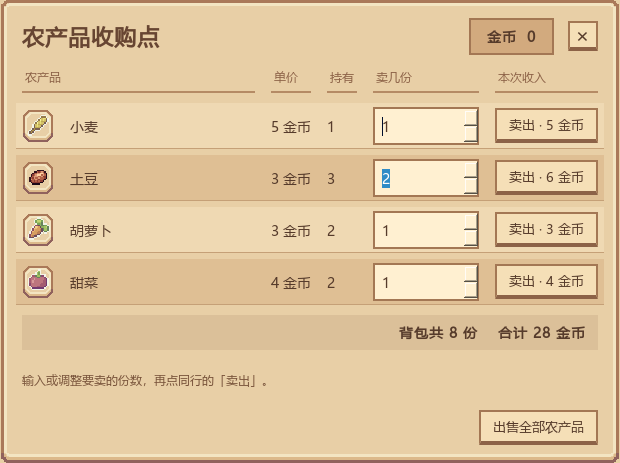 农产品收购点
金币 0 ×
农产品 单价 持有 卖几份 本次收入
小麦 5 金币 1 1 卖出 · 5 金币
土豆 3 金币 3 2 卖出 · 6 金币
胡萝卜 3 金币 2 1 卖出 · 3 金币
甜菜 4 金币 2 1 卖出 · 4 金币
背包共 8 份 合计 28 金币
输入或调整要卖的份数，再点同行的「卖出」。
出售全部农产品